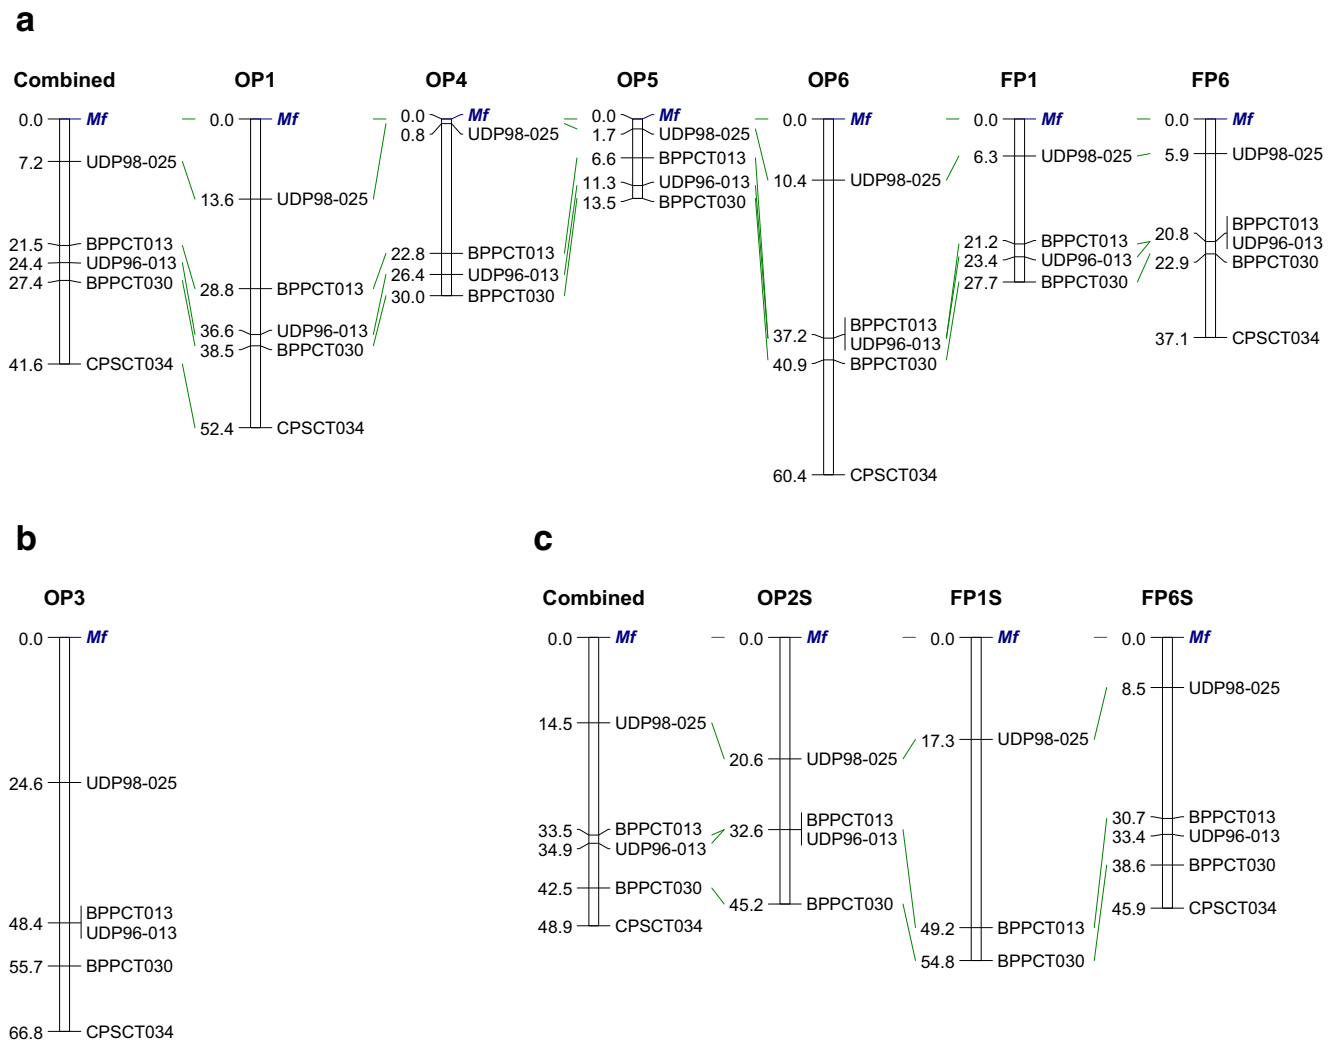 a
Combined
0.0 Mf
7.2 UDP98-025
21.5 BPPCT013
24.4 UDP96-013
27.4 BPPCT030
41.6 CPSCT034
OP1
0.0 Mf
13.6 UDP98-025
28.8 BPPCT013
36.6 UDP96-013
38.5 BPPCT030
52.4 CPSCT034
OP4
0.0 Mf
0.8 UDP98-025
22.8 BPPCT013
26.4 UDP96-013
30.0 BPPCT030
OP5
0.0 Mf
1.7 UDP98-025
6.6 BPPCT013
11.3 UDP96-013
13.5 BPPCT030
OP6
0.0 Mf
10.4 UDP98-025
BPPCT013
37.2 UDP96-013
40.9 BPPCT030
60.4 CPSCT034
FP1
0.0 Mf
6.3 UDP98-025
21.2 BPPCT013
23.4 UDP96-013
27.7 BPPCT030
FP6
0.0 Mf
5.9 UDP98-025
BPPCT013
20.8 UDP96-013
22.9 BPPCT030
37.1 CPSCT034
b
OP3
0.0 Mf
24.6 UDP98-025
BPPCT013
48.4 UDP96-013
55.7 BPPCT030
66.8 CPSCT034
c
Combined
0.0 Mf
14.5 UDP98-025
33.5 BPPCT013
34.9 UDP96-013
42.5 BPPCT030
48.9 CPSCT034
OP2S
0.0 Mf
20.6 UDP98-025
32.6 BPPCT013
UDP96-013
45.2 BPPCT030
FP1S
0.0 Mf
17.3 UDP98-025
49.2 BPPCT013
54.8 BPPCT030
FP6S
0.0 Mf
8.5 UDP98-025
30.7 BPPCT013
33.4 UDP96-013
38.6 BPPCT030
45.9 CPSCT034